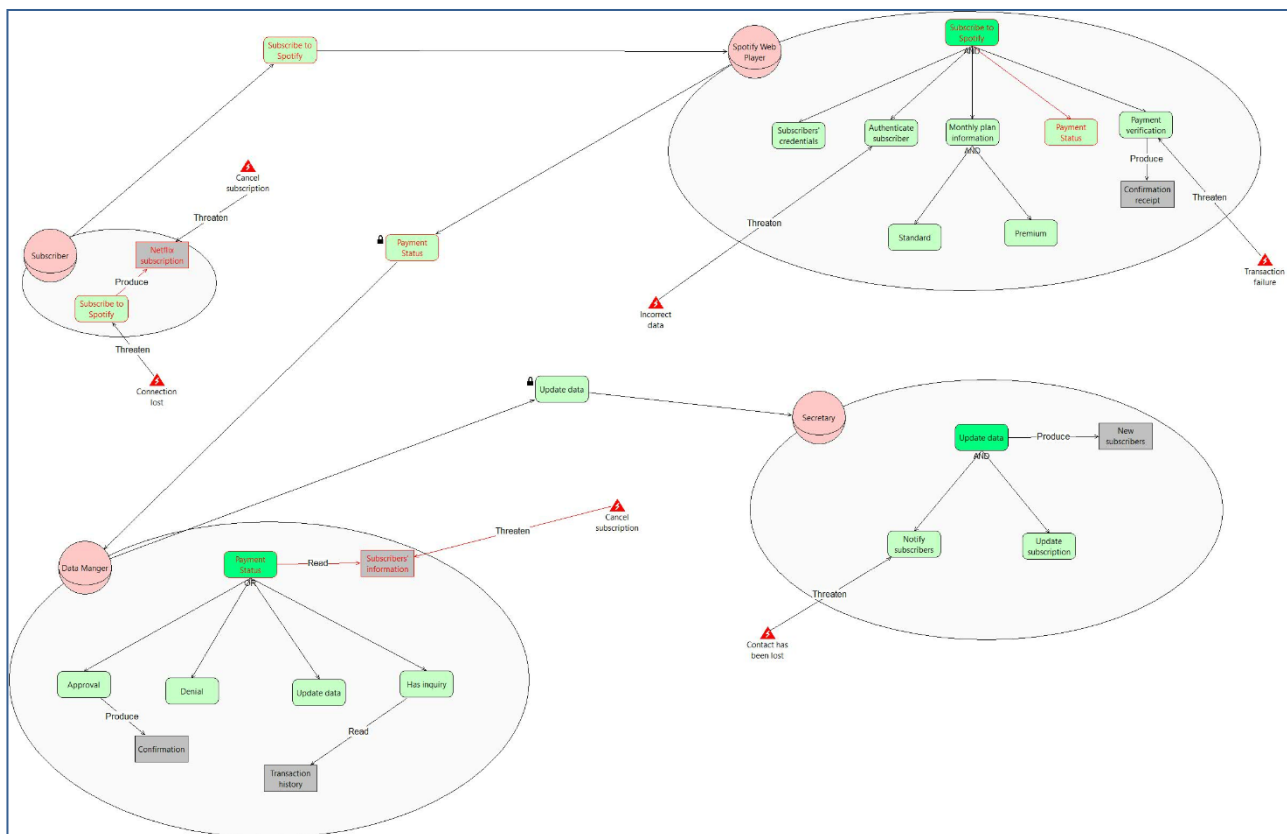 Subscribe to
Spotify
Spotify Web
Player
Subscribe to
Spotify
AND
Subscribers'
credentials
Authenticate
subscriber
Monthly plan
information
AND
Payment
Status
Payment
verification
Produce
Confirmation
receipt
Threaten
Standard
Premium
Threaten
Incorrect
data
Transaction
failure
Cancel
subscription
Threaten
Subscriber
Netflix
subscription
Produce
Subscribe to
Spotify
Threaten
Connection
lost
Payment
Status
Update data
Secretary
Update data
AND
Produce
New
subscribers
Notify
subscribers
Update
subscription
Threaten
Contact has
been lost
Cancel
subscription
Threaten
Data Manger
Payment
Status
OR
Read
Subscribers'
information
Approval
Denial
Update data
Has inquiry
Produce
Confirmation
Read
Transaction
history